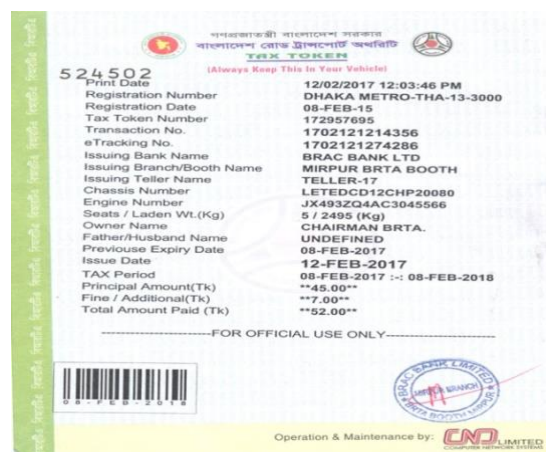 গণপ্রজাতন্ত্রী বাংলাদেশ সরকার
বাংলাদেশ রোড ট্রান্সপোর্ট অথরিটি
TAX TOKEN
(Always Keep This in Your Vehicle)
524502
Print Date 12/02/2017 12:03:46 PM
Registration Number DHAKA METRO-THA-13-3000
Registration Date 08-FEB-15
Tax Token Number 172957695
Transaction No. 1702121214356
eTracking No. 1702121274286
Issuing Bank Name BRAC BANK LTD
Issuing Branch/Booth Name MIRPUR BRTA BOOTH
Issuing Teller Name TELLER-17
Chassis Number LETEDCD12CHP20080
Engine Number JX493ZQ4AC3045566
Seats / Laden Wt.(Kg) 5 / 2495 (Kg)
Owner Name CHAIRMAN BRTA.
Father/Husband Name UNDEFINED
Previouse Expiry Date 08-FEB-2017
Issue Date 12-FEB-2017
TAX Period 08-FEB-2017 :-: 08-FEB-2018
Principal Amount(Tk) **45.00**
Fine / Additional(Tk) **7.00**
Total Amount Paid (Tk) **52.00**
--------------------FOR OFFICIAL USE ONLY--------------------
08-FEB-2018
BRAC BANK LIMITED
BRANCH
BRTA BOOTH MIRPUR
Operation & Maintenance by: CND LIMITED
COMPUTER NETWORK SYSTEMS